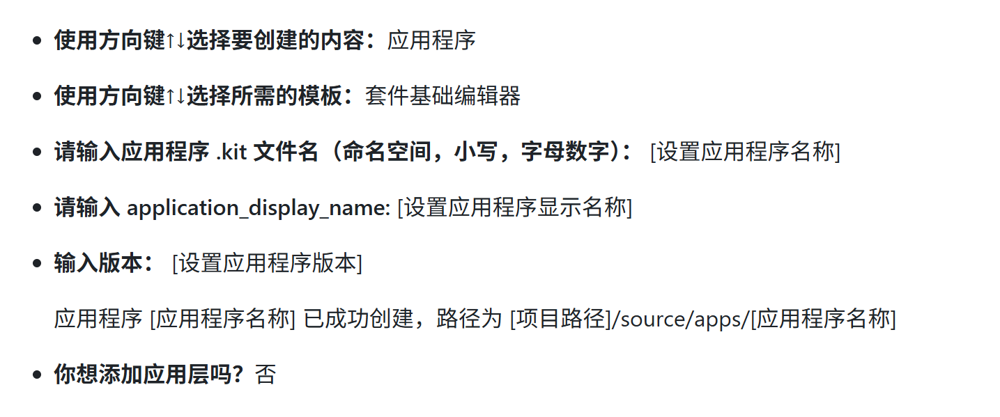 • 使用方向键↑↓选择要创建的内容：应用程序
• 使用方向键↑↓选择所需的模板：套件基础编辑器
• 请输入应用程序 .kit 文件名（命名空间，小写，字母数字）： [设置应用程序名称]
• 请输入 application_display_name: [设置应用程序显示名称]
• 输入版本： [设置应用程序版本]
应用程序 [应用程序名称] 已成功创建，路径为 [项目路径]/source/apps/[应用程序名称]
• 你想添加应用层吗？否